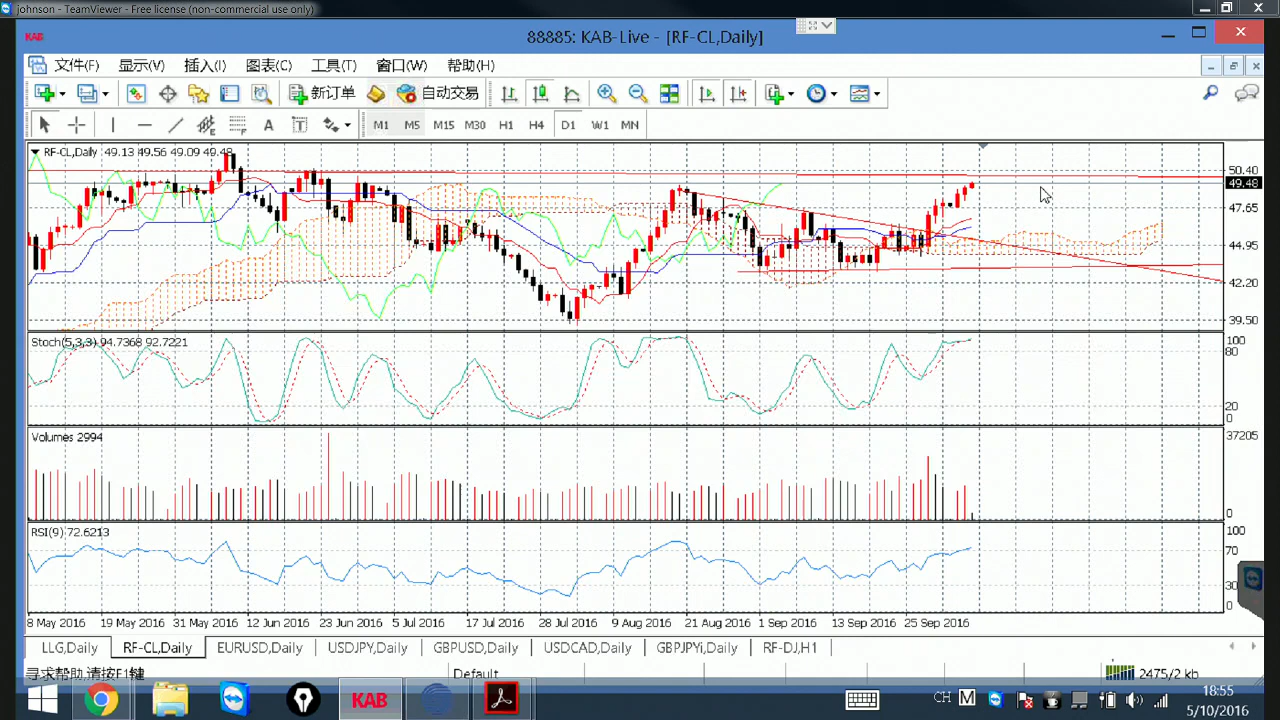 johnson - TeamViewer - Free license (non-commercial use only)
KAB 88885: KAB-Live - [RF-CL,Daily]
文件(F) 显示(V) 插入(I) 图表(C) 工具(T) 窗口(W) 帮助(H)
新订单 自动交易
A T M1 M5 M15 M30 H1 H4 D1 W1 MN
RF-CL,Daily 49.13 49.56 49.09 49.48
50.40
49.48
47.65
44.95
42.20
39.50
Stoch(5,3,3) 94.7368 92.7221
100
80
20
0
Volumes 2994
37205
0
RSI(9) 72.6213
100
70
30
0
8 May 2016 19 May 2016 31 May 2016 12 Jun 2016 23 Jun 2016 5 Jul 2016 17 Jul 2016 28 Jul 2016 9 Aug 2016 21 Aug 2016 1 Sep 2016 13 Sep 2016 25 Sep 2016
LLG,Daily RF-CL,Daily EURUSD,Daily USDJPY,Daily GBPUSD,Daily USDCAD,Daily GBPJPYi,Daily RF-DJ,H1
寻求帮助,请按F1键 Default 2475/2 kb
KAB CH M 18:55
5/10/2016